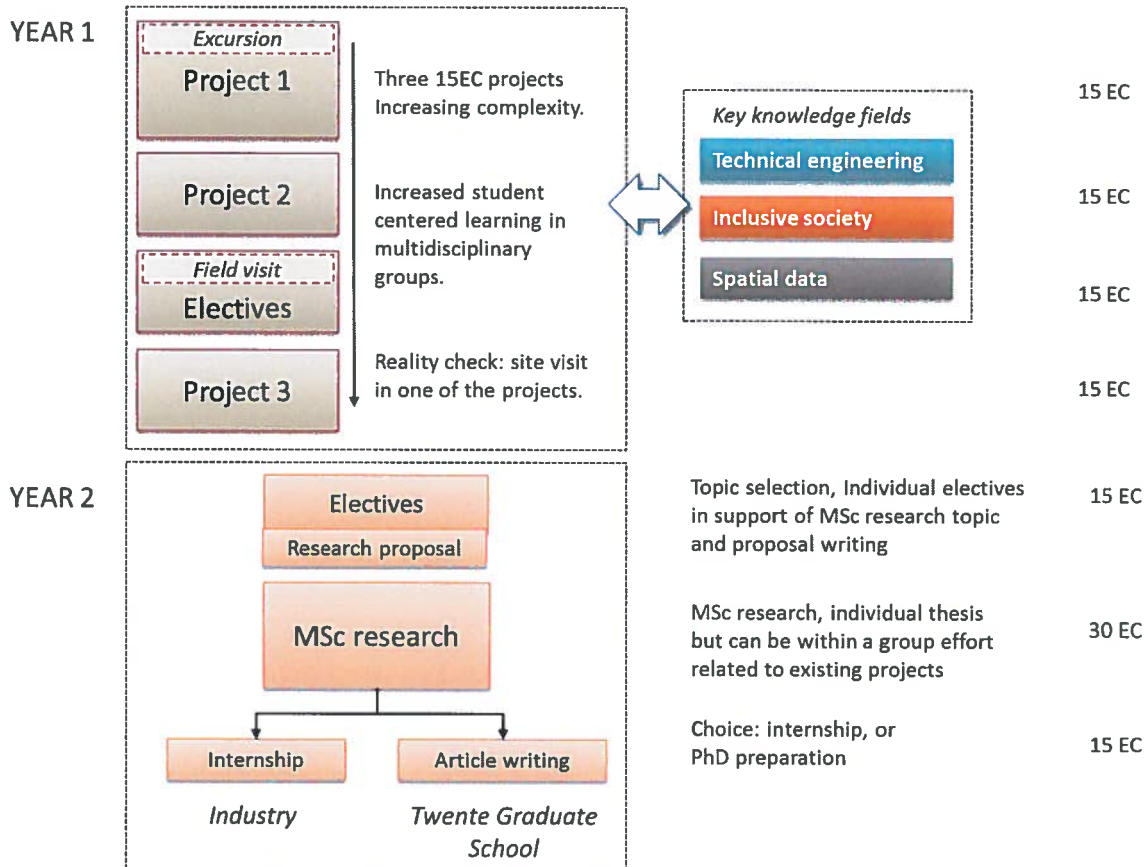 YEAR 1
Excursion
Project 1
Three 15EC projects
Increasing complexity.
Project 2
Increased student
centered learning in
multidisciplinary
groups.
Field visit
Electives
Reality check: site visit
in one of the projects.
Project 3
Key knowledge fields
Technical engineering
Inclusive society
Spatial data
15 EC
15 EC
15 EC
15 EC
YEAR 2
Electives
Research proposal
Topic selection, Individual electives
in support of MSc research topic
and proposal writing
15 EC
MSc research
MSc research, individual thesis
but can be within a group effort
related to existing projects
30 EC
Choice: internship, or
PhD preparation
15 EC
Internship
Article writing
Industry
Twente Graduate
School